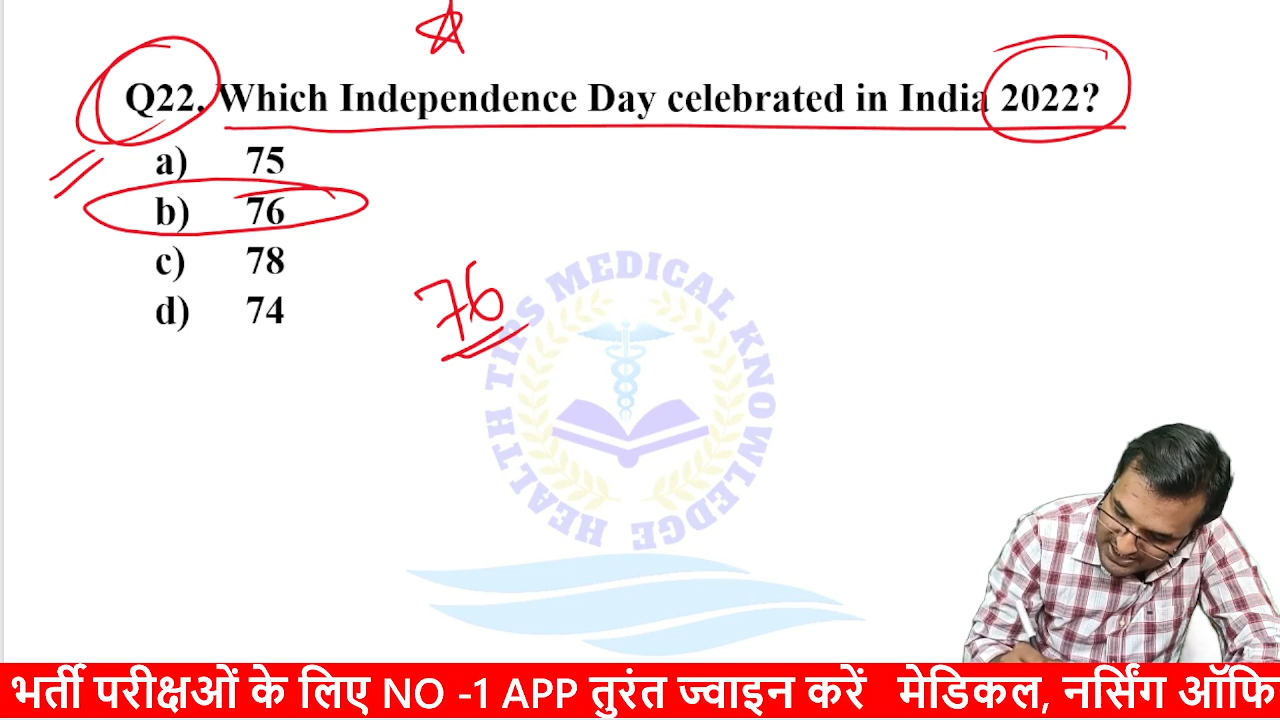 Q22. Which Independence Day celebrated in India 2022?
a) 75
b) 76
c) 78
d) 74
76
HEALTH TIPS MEDICAL KNOWLEDGE
भर्ती परीक्षओं के लिए NO -1 APP तुरंत ज्वाइन करें मेडिकल, नर्सिंग ऑफि